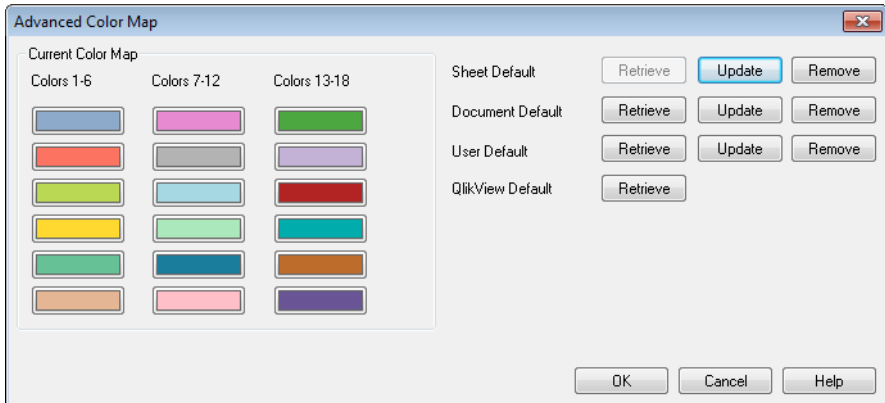 Advanced Color Map
Current Color Map
Colors 1-6 Colors 7-12 Colors 13-18
Sheet Default Retrieve Update Remove
Document Default Retrieve Update Remove
User Default Retrieve Update Remove
QlikView Default Retrieve
OK Cancel Help